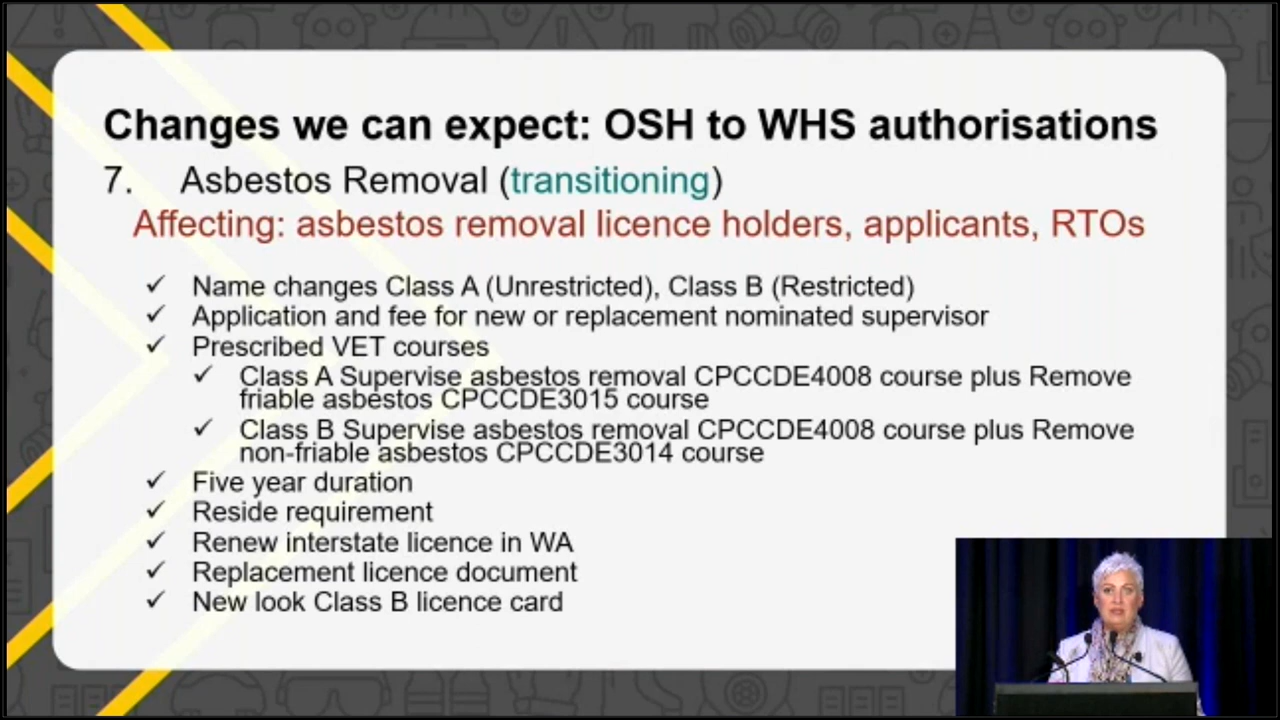 Changes we can expect: OSH to WHS authorisations
7. Asbestos Removal (transitioning)
Affecting: asbestos removal licence holders, applicants, RTOs
✓ Name changes Class A (Unrestricted), Class B (Restricted)
✓ Application and fee for new or replacement nominated supervisor
✓ Prescribed VET courses
✓ Class A Supervise asbestos removal CPCCDE4008 course plus Remove
friable asbestos CPCCDE3015 course
✓ Class B Supervise asbestos removal CPCCDE4008 course plus Remove
non-friable asbestos CPCCDE3014 course
✓ Five year duration
✓ Reside requirement
✓ Renew interstate licence in WA
✓ Replacement licence document
✓ New look Class B licence card